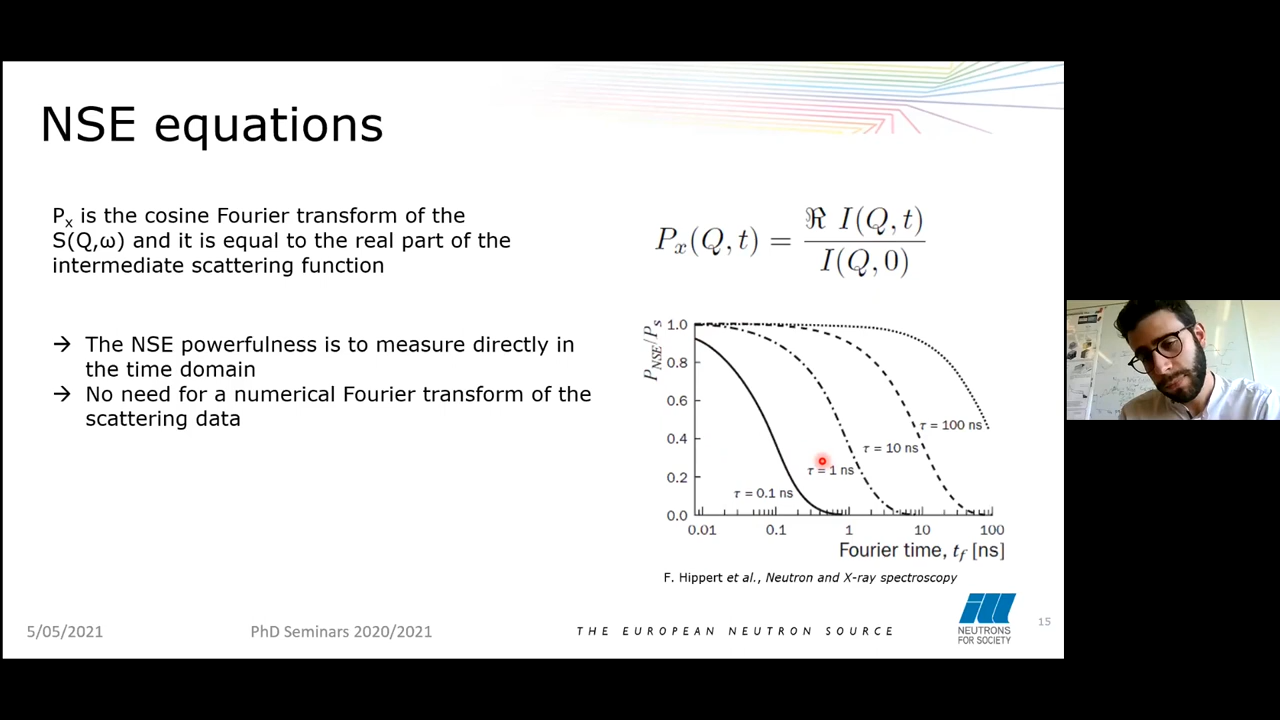 NSE equations
Pₓ is the cosine Fourier transform of the
S(Q,ω) and it is equal to the real part of the
intermediate scattering function
→ The NSE powerfulness is to measure directly in
the time domain
→ No need for a numerical Fourier transform of the
scattering data
Pₓ(Q, t) = ℜ I(Q, t) / I(Q, 0)
P_NSE/P_s
1.0
0.8
0.6
0.4
0.2
0.0
τ = 100 ns
τ = 10 ns
τ = 1 ns
τ = 0.1 ns
0.01 0.1 1 10 100
Fourier time, t_f [ns]
F. Hippert et al., Neutron and X-ray spectroscopy
5/05/2021
PhD Seminars 2020/2021
THE EUROPEAN NEUTRON SOURCE
ill
NEUTRONS
FOR SOCIETY
15